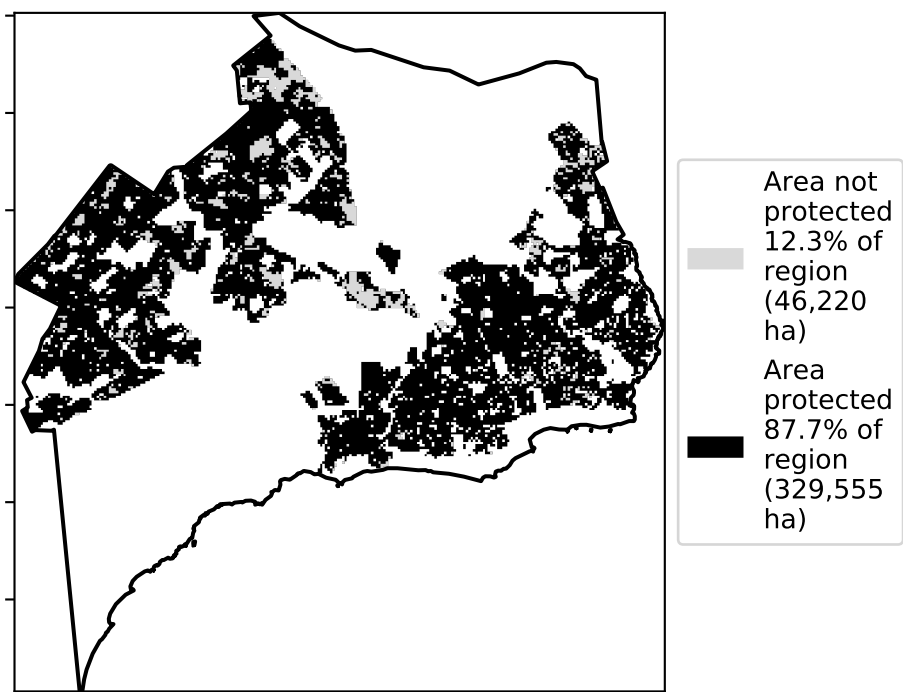 Area not
protected
12.3% of
region
(46,220
ha)
Area
protected
87.7% of
region
(329,555
ha)